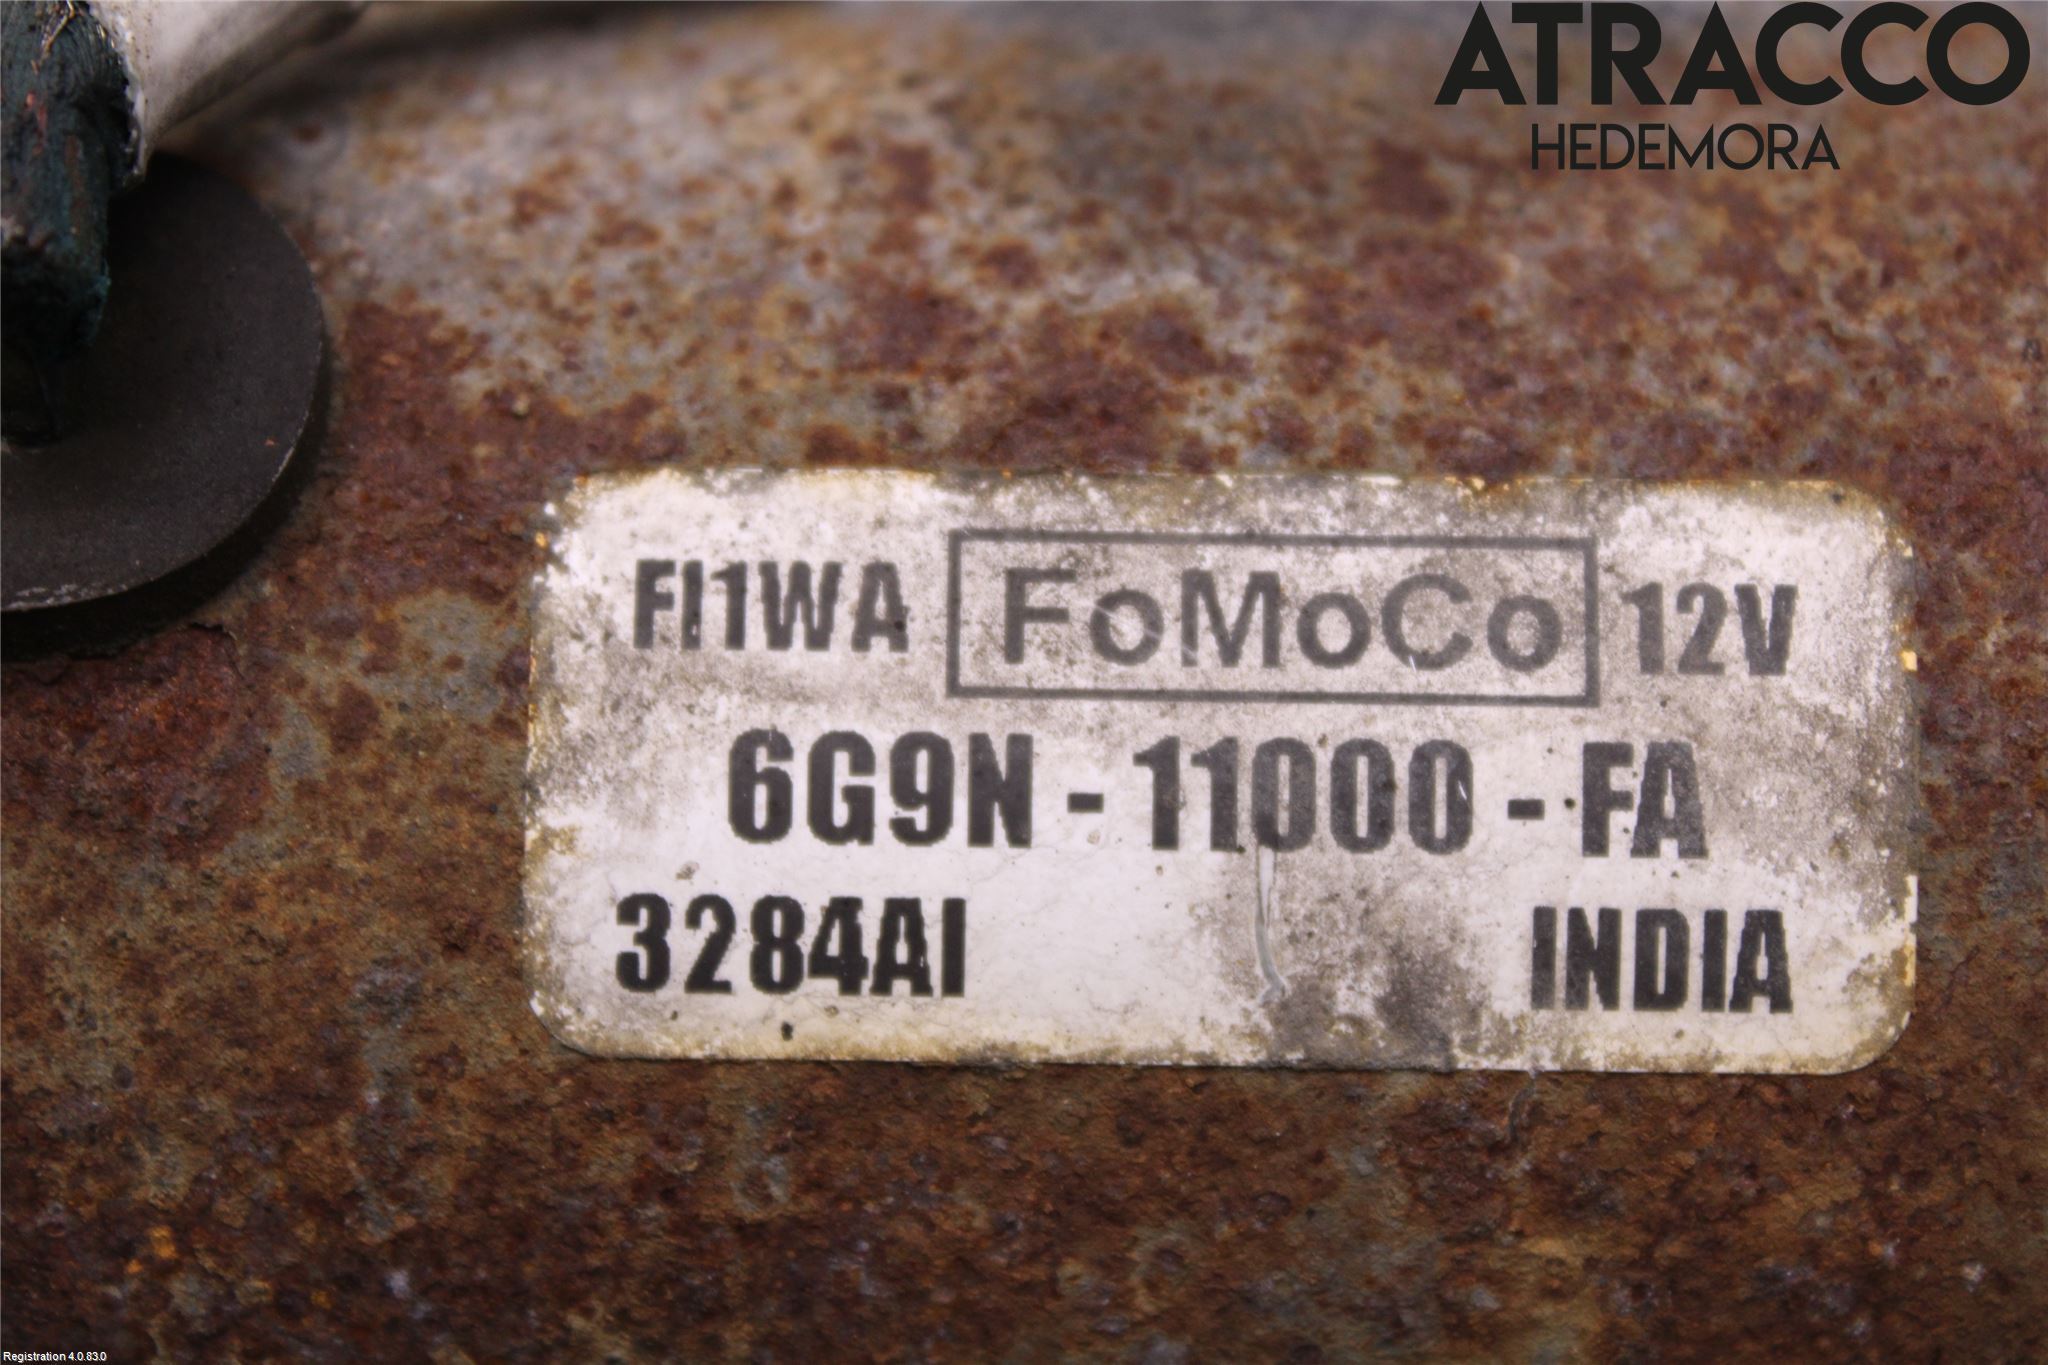 ATRACCO
HEDEMORA
FI1WA FoMoCo 12V
6G9N - 11000 - FA
3284AI INDIA
Registration 4.0.83.0